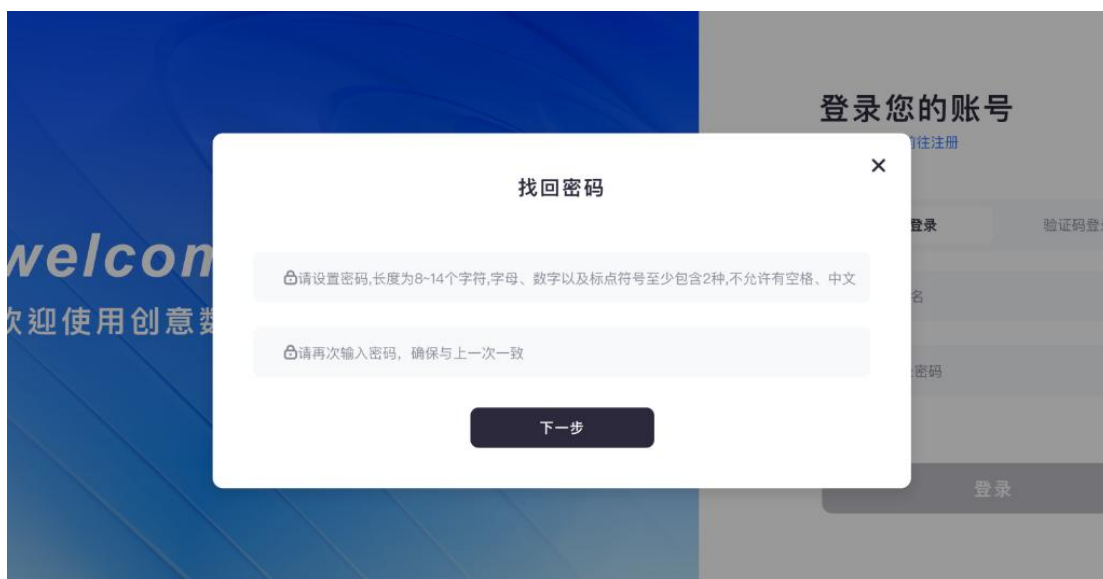 登录您的账号
前往注册
找回密码
登录
验证码登
welcom
欢迎使用创意数
请设置密码,长度为8~14个字符,字母、数字以及标点符号至少包含2种,不允许有空格、中文
名
请再次输入密码，确保与上一次一致
密码
下一步
登录